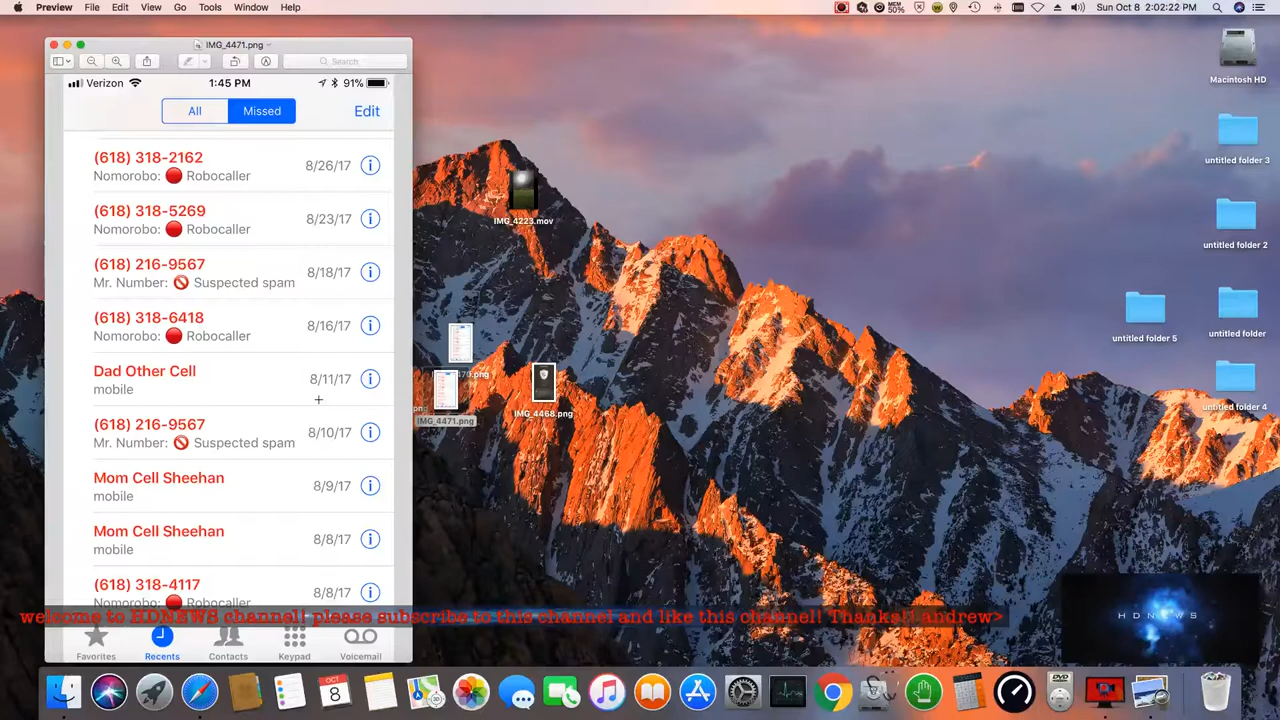 Preview File Edit View Go Tools Window Help
MEM 50% Sun Oct 8 2:02:22 PM
IMG_4471.png
Search
Verizon 1:45 PM 91%
All Missed Edit
(618) 318-2162
Nomorobo: Robocaller
8/26/17
(618) 318-5269
Nomorobo: Robocaller
8/23/17
(618) 216-9567
Mr. Number: Suspected spam
8/18/17
(618) 318-6418
Nomorobo: Robocaller
8/16/17
Dad Other Cell
mobile
8/11/17
(618) 216-9567
Mr. Number: Suspected spam
8/10/17
Mom Cell Sheehan
mobile
8/9/17
Mom Cell Sheehan
mobile
8/8/17
(618) 318-4117
Nomorobo: Robocaller
8/8/17
Favorites Recents Contacts Keypad Voicemail
IMG_4223.mov
IMG_4468.png
IMG_4471.png
Macintosh HD
untitled folder 3
untitled folder 2
untitled folder 5
untitled folder
untitled folder 4
HDNEWS
welcome to HDNEWS channel! please subscribe to this channel and like this channel! Thanks!! andrew>
OCT
8